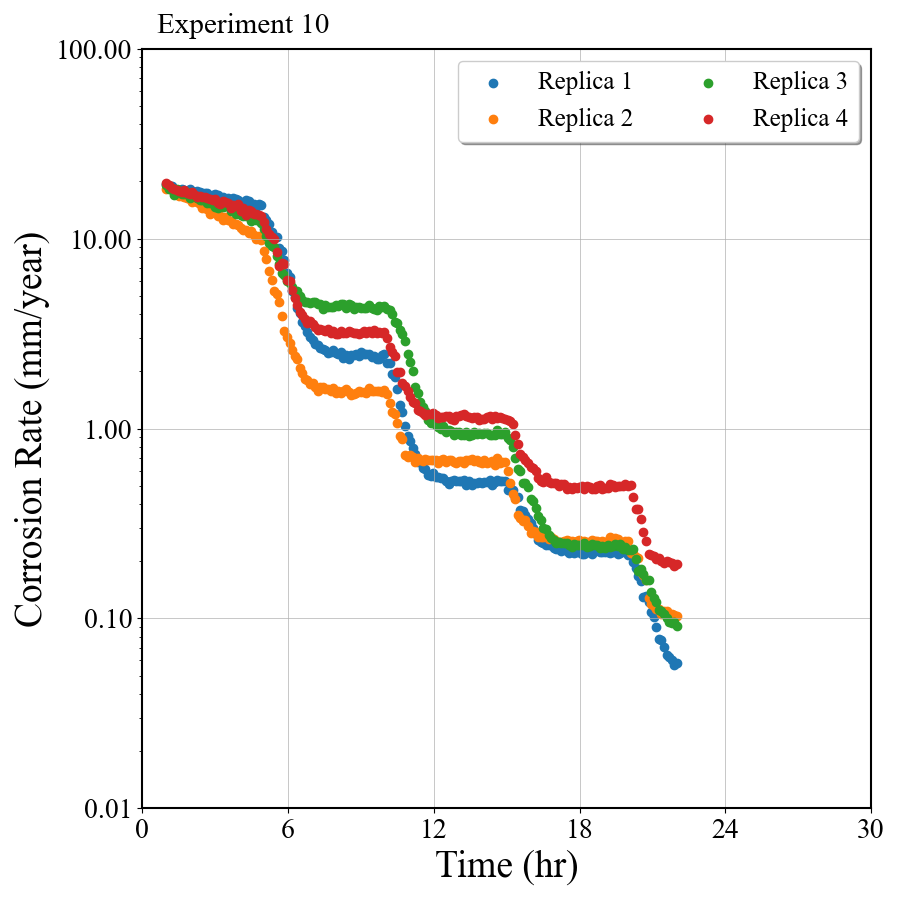 Experiment 10
100.00
10.00
1.00
0.10
0.01
Corrosion Rate (mm/year)
Replica 1
Replica 2
Replica 3
Replica 4
0 6 12 18 24 30
Time (hr)